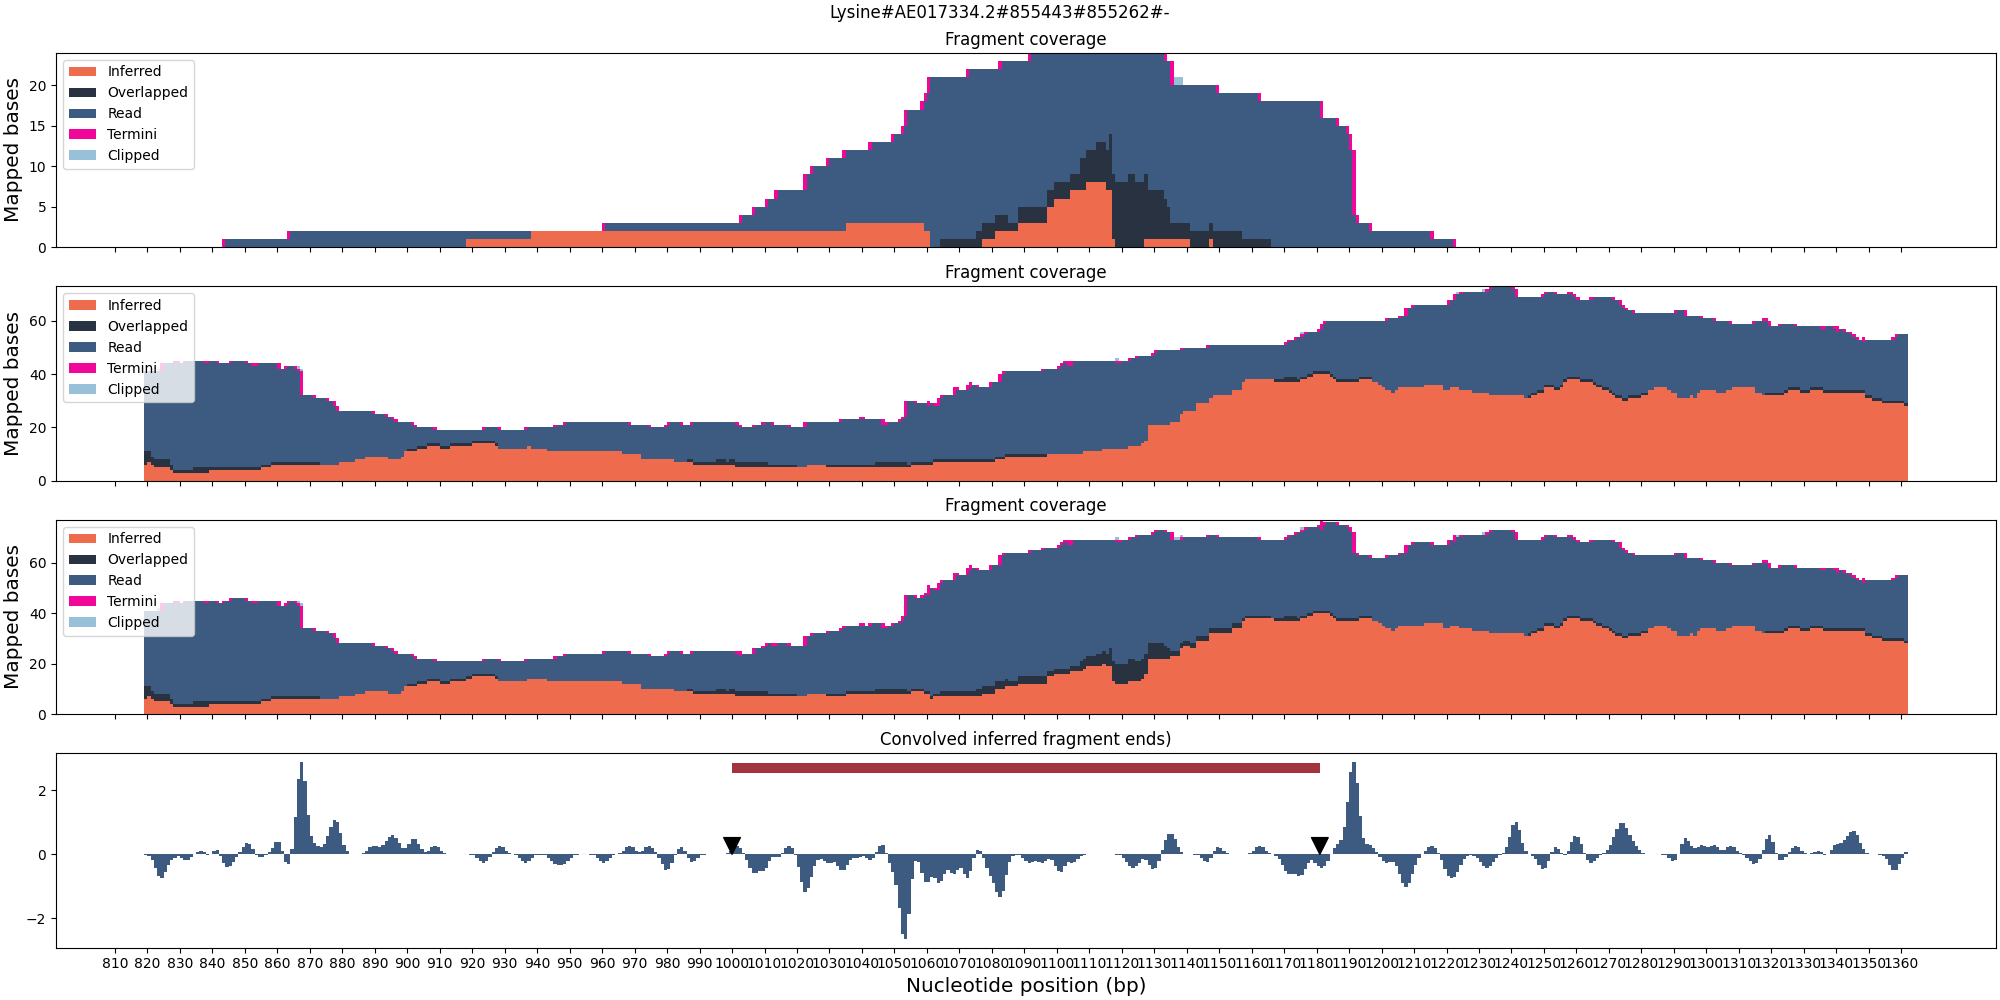 Lysine#AE017334.2#855443#855262#-
Fragment coverage
Mapped bases
20
15
10
5
0
Inferred
Overlapped
Read
Termini
Clipped
Fragment coverage
Mapped bases
60
40
20
0
Inferred
Overlapped
Read
Termini
Clipped
Fragment coverage
Mapped bases
60
40
20
0
Inferred
Overlapped
Read
Termini
Clipped
Convolved inferred fragment ends)
2
0
−2
810 820 830 840 850 860 870 880 890 900 910 920 930 940 950 960 970 980 990 1000 1010 1020 1030 1040 1050 1060 1070 1080 1090 1100 1110 1120 1130 1140 1150 1160 1170 1180 1190 1200 1210 1220 1230 1240 1250 1260 1270 1280 1290 1300 1310 1320 1330 1340 1350 1360
Nucleotide position (bp)